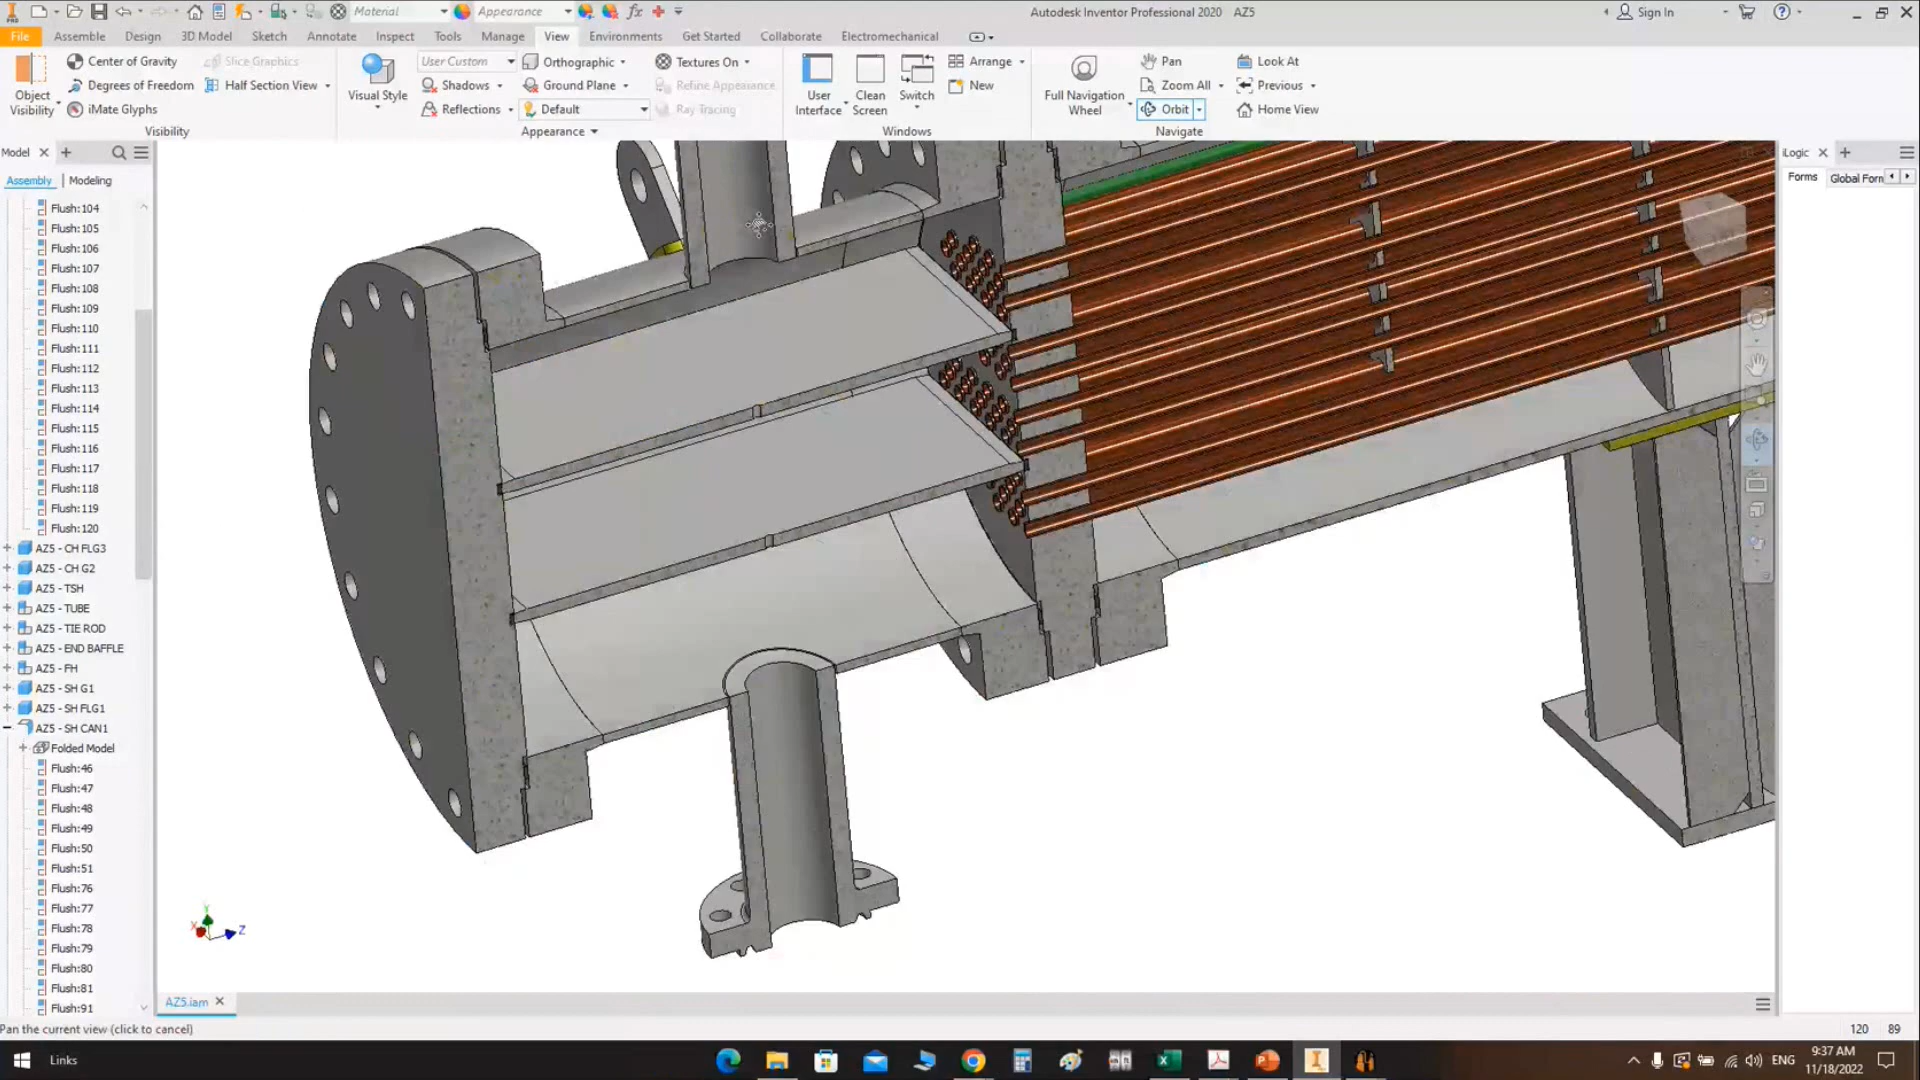 Material
Appearance
fx
Autodesk Inventor Professional 2020 AZ5
Sign In
File
Assemble
Design
3D Model
Sketch
Annotate
Inspect
Tools
Manage
View
Environments
Get Started
Collaborate
Electromechanical
Object
Visibility
Center of Gravity
Degrees of Freedom
iMate Glyphs
Slice Graphics
Half Section View
Visibility
Visual Style
User Custom
Shadows
Reflections
Orthographic
Ground Plane
Default
Textures On
Refine Appearance
Ray Tracing
Appearance
User
Interface
Clean
Screen
Switch
Arrange
New
Windows
Full Navigation
Wheel
Pan
Zoom All
Orbit
Look At
Previous
Home View
Navigate
Model
Assembly
Modeling
Flush:104
Flush:105
Flush:106
Flush:107
Flush:108
Flush:109
Flush:110
Flush:111
Flush:112
Flush:113
Flush:114
Flush:115
Flush:116
Flush:117
Flush:118
Flush:119
Flush:120
AZ5 - CH FLG3
AZ5 - CH G2
AZ5 - TSH
AZ5 - TUBE
AZ5 - TIE ROD
AZ5 - END BAFFLE
AZ5 - FH
AZ5 - SH G1
AZ5 - SH FLG1
AZ5 - SH CAN1
Folded Model
Flush:46
Flush:47
Flush:48
Flush:49
Flush:50
Flush:51
Flush:76
Flush:77
Flush:78
Flush:79
Flush:80
Flush:81
Flush:91
iLogic
Forms
Global Forn
Y
X
Z
AZ5.iam
Pan the current view (click to cancel)
120 89
Links
ENG
9:37 AM
11/18/2022